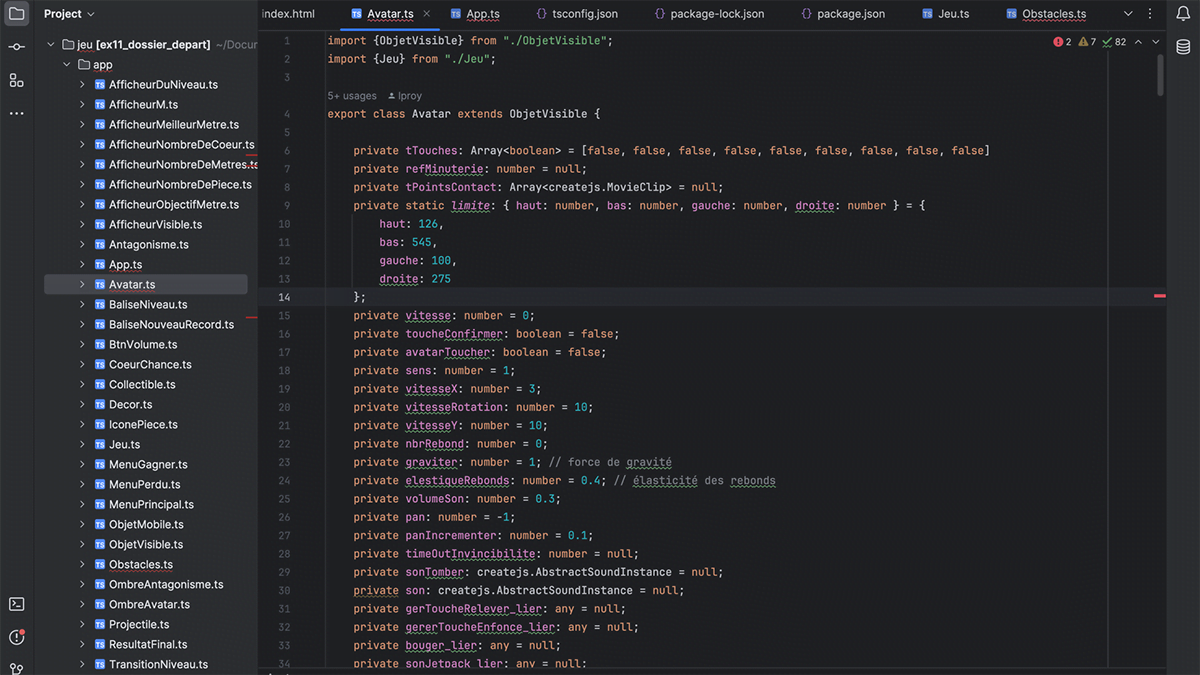 Project
index.html
Avatar.ts
App.ts
tsconfig.json
package-lock.json
package.json
Jeu.ts
Obstacles.ts
jeu [ex11_dossier_depart] ~/Docur
app
AfficheurDuNiveau.ts
AfficheurM.ts
AfficheurMeilleurMetre.ts
AfficheurNombreDeCoeur.ts
AfficheurNombreDeMetres.ts
AfficheurNombreDePiece.ts
AfficheurObjectifMetre.ts
AfficheurVisible.ts
Antagonisme.ts
App.ts
Avatar.ts
BaliseNiveau.ts
BaliseNouveauRecord.ts
BtnVolume.ts
CoeurChance.ts
Collectible.ts
Decor.ts
IconePiece.ts
Jeu.ts
MenuGagner.ts
MenuPerdu.ts
MenuPrincipal.ts
ObjetMobile.ts
ObjetVisible.ts
Obstacles.ts
OmbreAntagonisme.ts
OmbreAvatar.ts
Projectile.ts
ResultatFinal.ts
TransitionNiveau.ts
2 7 82
1 import {ObjetVisible} from "./ObjetVisible";
2 import {Jeu} from "./Jeu";
3
5+ usages lproy
4 export class Avatar extends ObjetVisible {
5
6 private tTouches: Array<boolean> = [false, false, false, false, false, false, false, false, false]
7 private refMinuterie: number = null;
8 private tPointsContact: Array<createjs.MovieClip> = null;
9 private static limite: { haut: number, bas: number, gauche: number, droite: number } = {
10 haut: 126,
11 bas: 545,
12 gauche: 100,
13 droite: 275
14 };
15 private vitesse: number = 0;
16 private toucheConfirmer: boolean = false;
17 private avatarToucher: boolean = false;
18 private sens: number = 1;
19 private vitesseX: number = 3;
20 private vitesseRotation: number = 10;
21 private vitesseY: number = 10;
22 private nbrRebond: number = 0;
23 private graviter: number = 1; // force de gravité
24 private elestiqueRebonds: number = 0.4; // élasticité des rebonds
25 private volumeSon: number = 0.3;
26 private pan: number = -1;
27 private panIncrementer: number = 0.1;
28 private timeOutInvincibilite: number = null;
29 private sonTomber: createjs.AbstractSoundInstance = null;
30 private son: createjs.AbstractSoundInstance = null;
31 private gerToucheRelever_lier: any = null;
32 private gererToucheEnfonce_lier: any = null;
33 private bouger_lier: any = null;
34 private sonJetpack_lier: any = null;